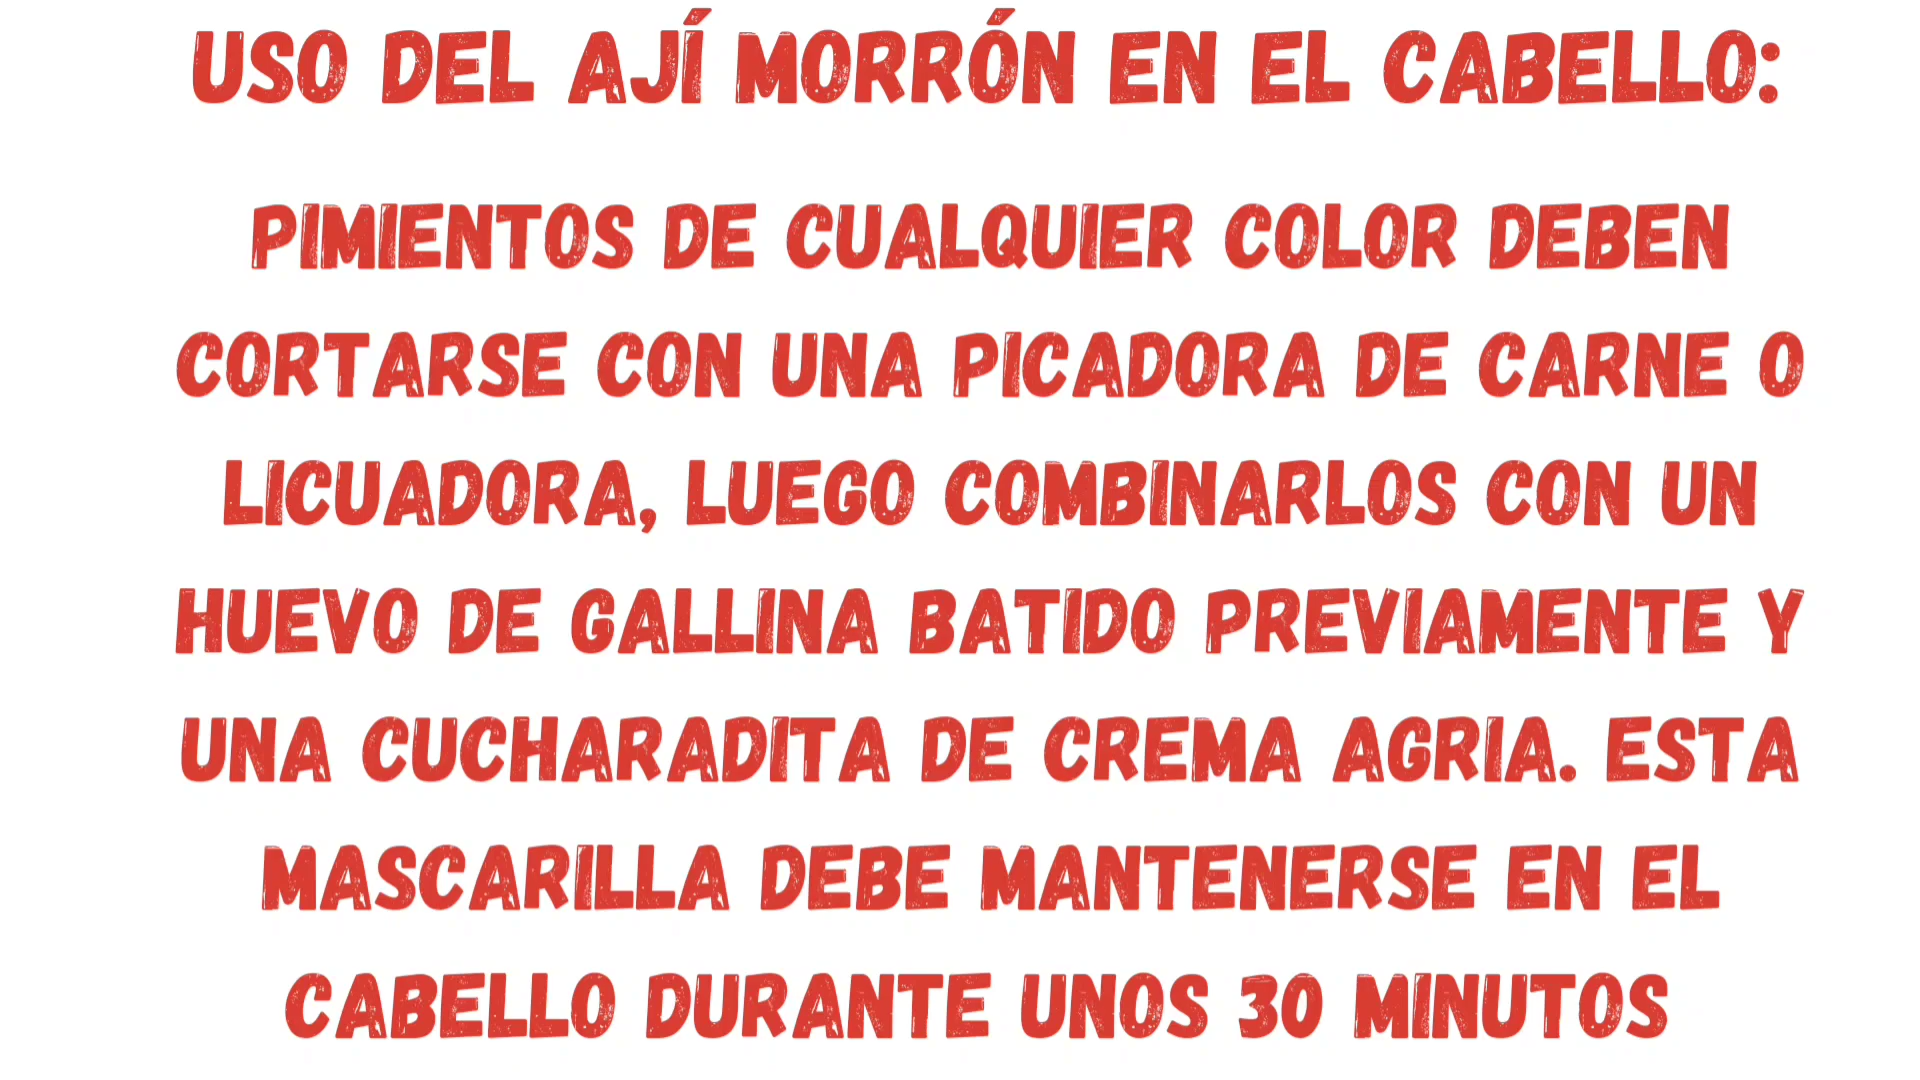 USO DEL AJÍ MORRÓN EN EL CABELLO:
PIMIENTOS DE CUALQUIER COLOR DEBEN
CORTARSE CON UNA PICADORA DE CARNE O
LICUADORA, LUEGO COMBINARLOS CON UN
HUEVO DE GALLINA BATIDO PREVIAMENTE Y
UNA CUCHARADITA DE CREMA AGRIA. ESTA
MASCARILLA DEBE MANTENERSE EN EL
CABELLO DURANTE UNOS 30 MINUTOS